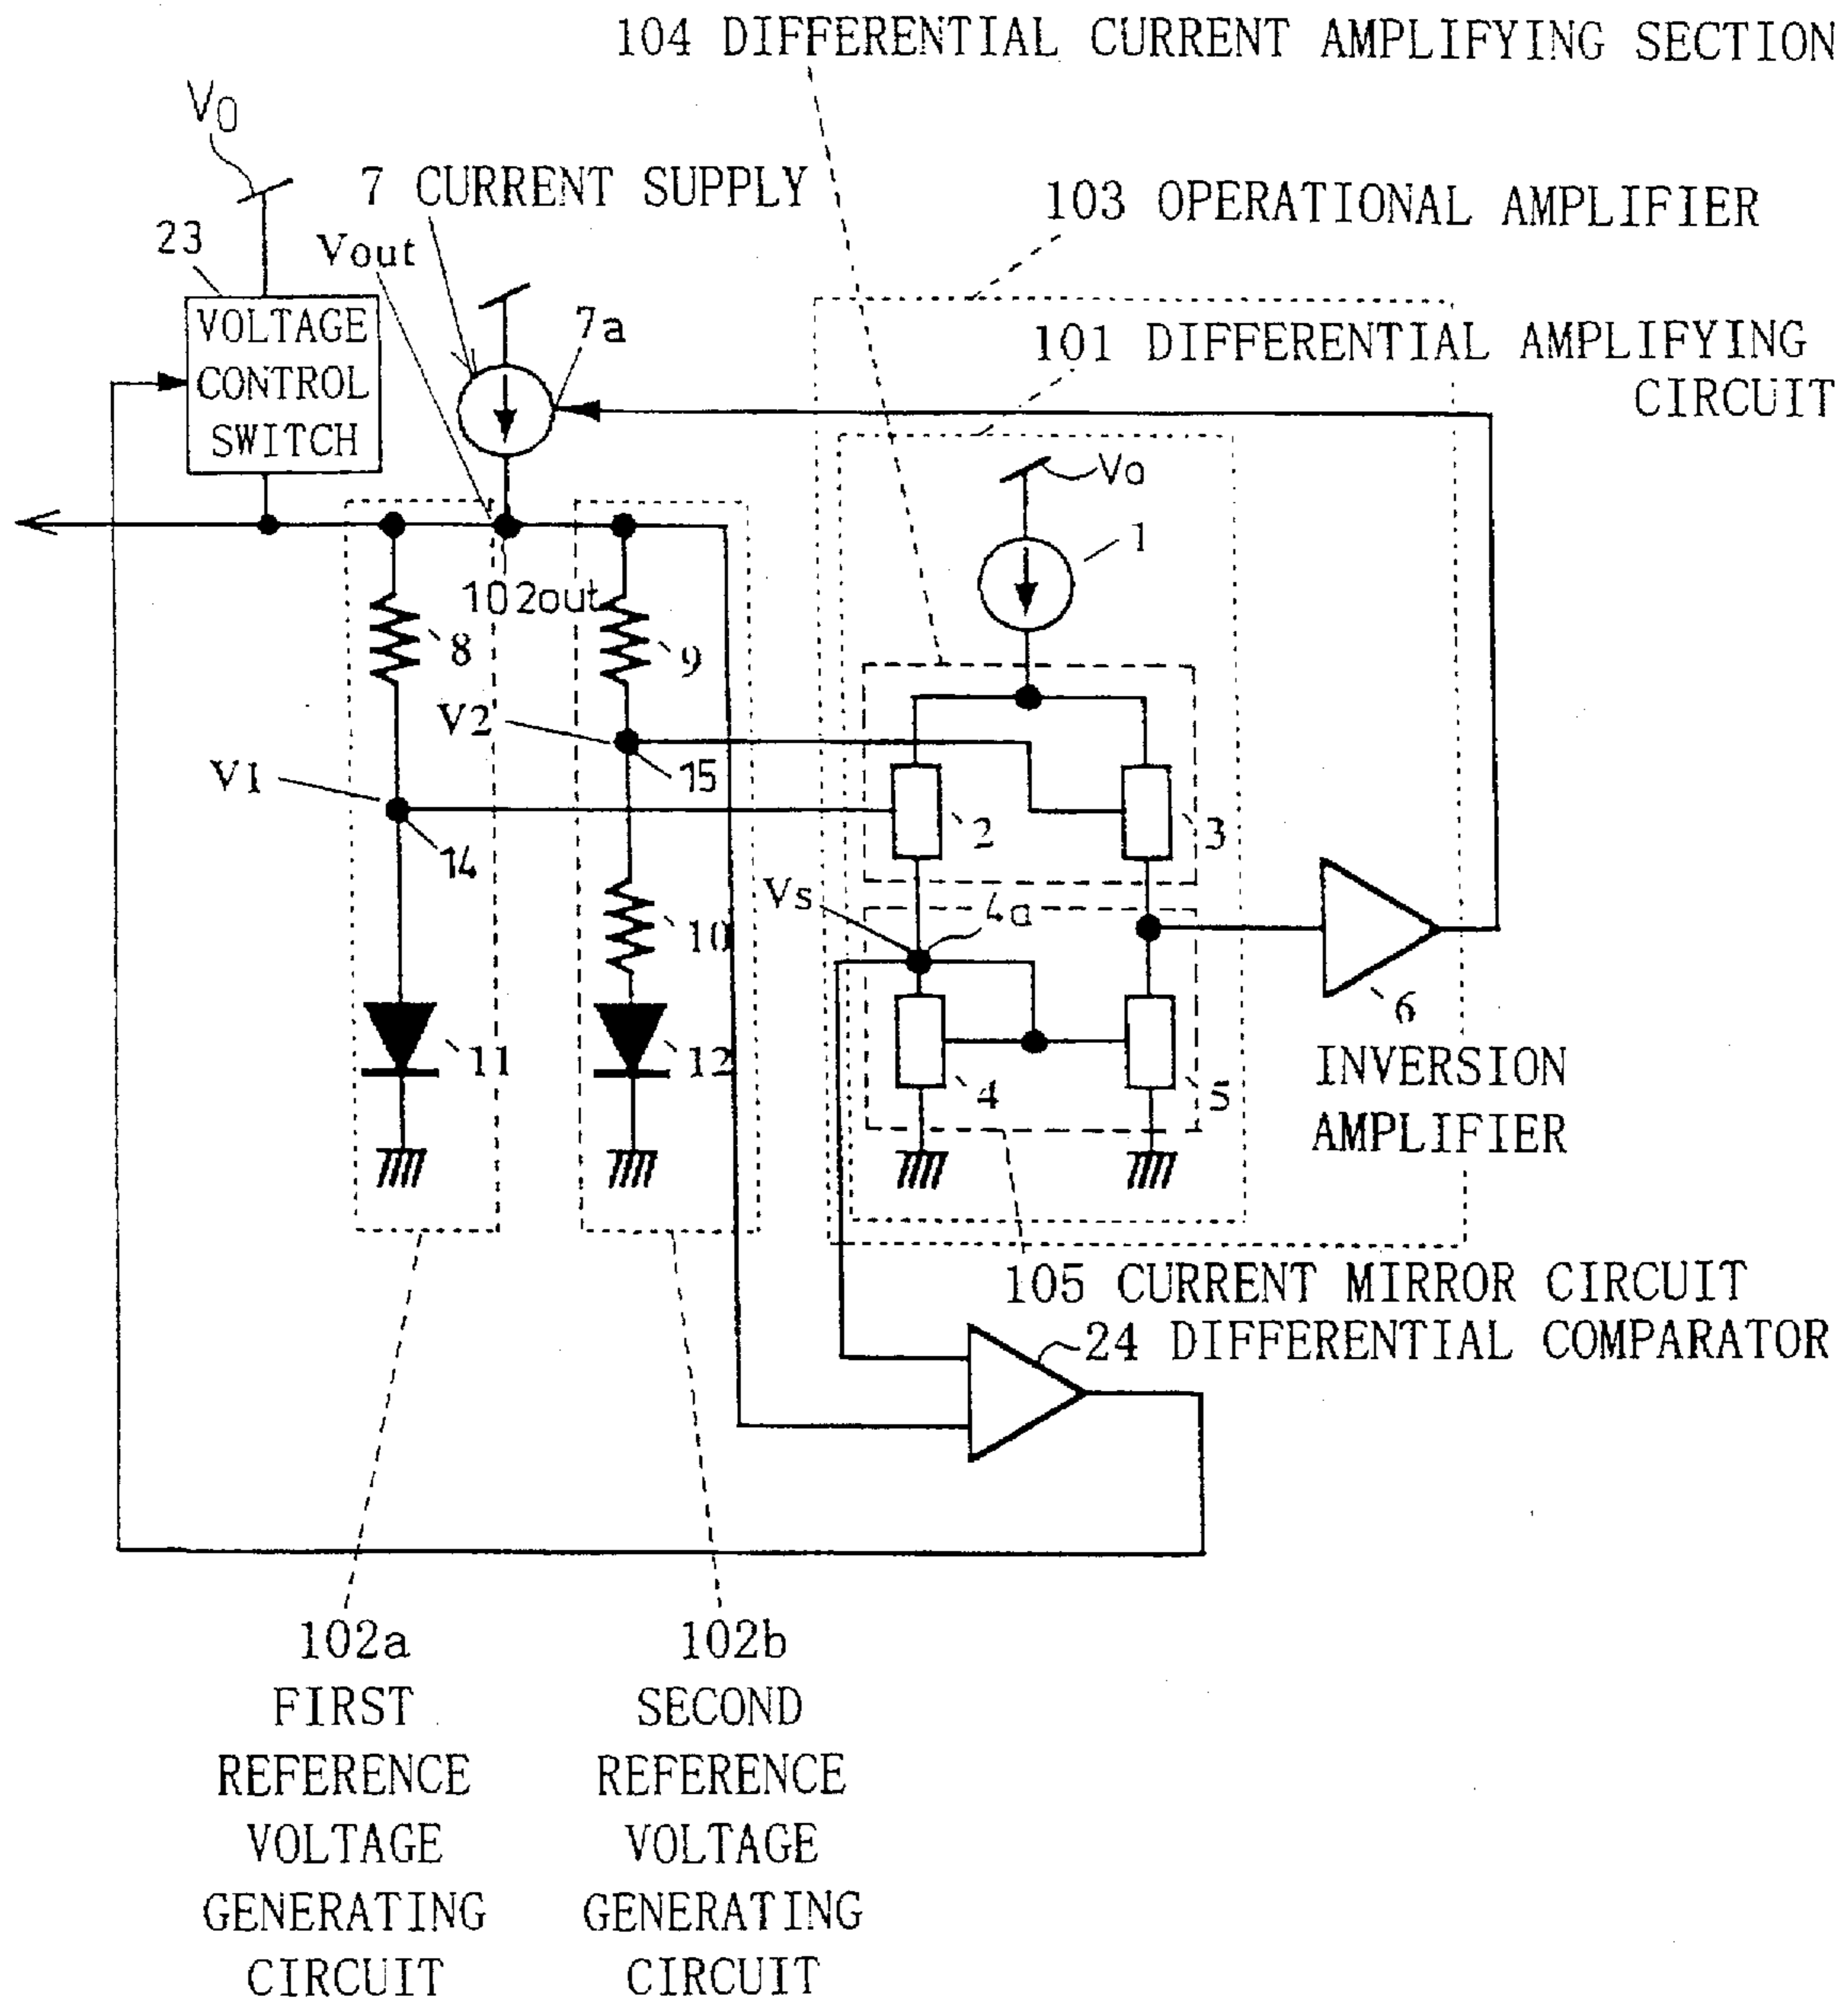 104 DIFFERENTIAL CURRENT AMPLIFYING SECTION
V0
7 CURRENT SUPPLY
103 OPERATIONAL AMPLIFIER
23
Vout
7a
101 DIFFERENTIAL AMPLIFYING
CIRCUIT
VOLTAGE
CONTROL
SWITCH
V0
1
102out
8
9
V2
15
V1
14
2
3
Vs
4a
10
6
11
12
4
5
INVERSION
AMPLIFIER
105 CURRENT MIRROR CIRCUIT
24 DIFFERENTIAL COMPARATOR
102a
FIRST
REFERENCE
VOLTAGE
GENERATING
CIRCUIT
102b
SECOND
REFERENCE
VOLTAGE
GENERATING
CIRCUIT